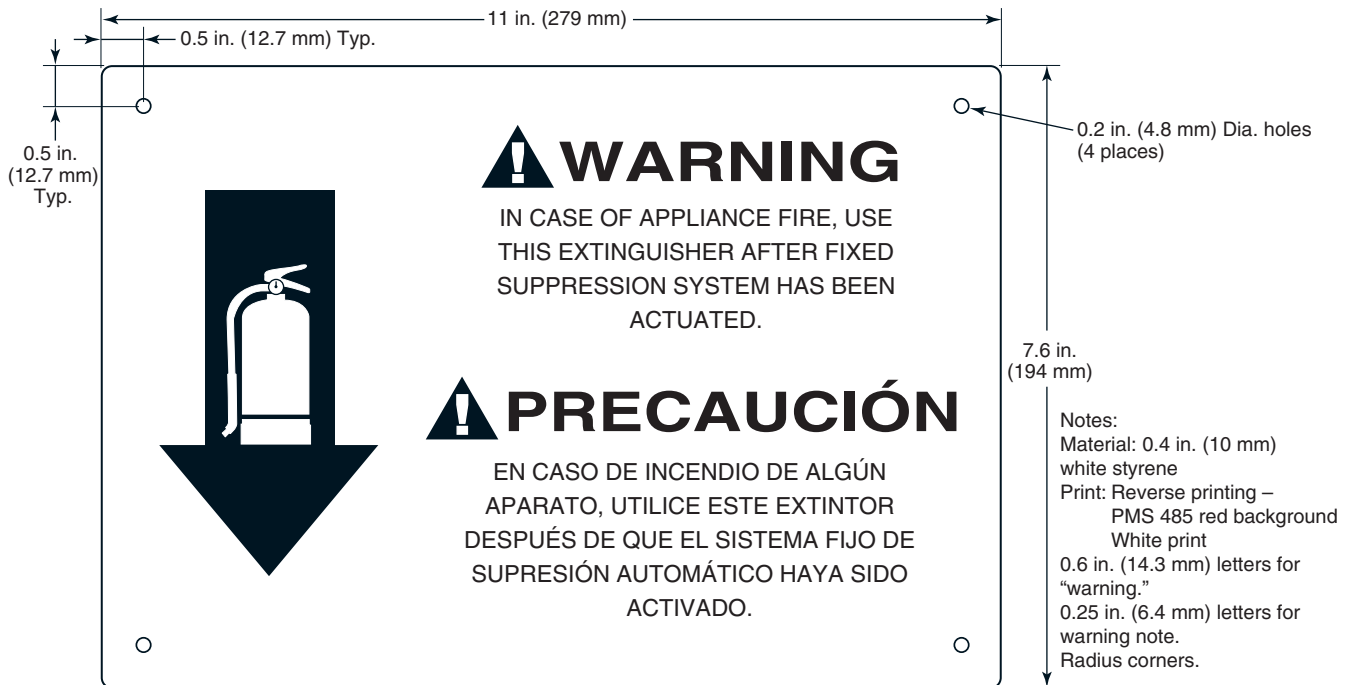 11 in. (279 mm)
0.5 in. (12.7 mm) Typ.
0.5 in.
(12.7 mm)
Typ.
0.2 in. (4.8 mm) Dia. holes
(4 places)
WARNING
IN CASE OF APPLIANCE FIRE, USE
THIS EXTINGUISHER AFTER FIXED
SUPPRESSION SYSTEM HAS BEEN
ACTUATED.
7.6 in.
(194 mm)
PRECAUCIÓN
EN CASO DE INCENDIO DE ALGÚN
APARATO, UTILICE ESTE EXTINTOR
DESPUÉS DE QUE EL SISTEMA FIJO DE
SUPRESIÓN AUTOMÁTICO HAYA SIDO
ACTIVADO.
Notes:
Material: 0.4 in. (10 mm)
white styrene
Print: Reverse printing –
PMS 485 red background
White print
0.6 in. (14.3 mm) letters for
“warning.”
0.25 in. (6.4 mm) letters for
warning note.
Radius corners.